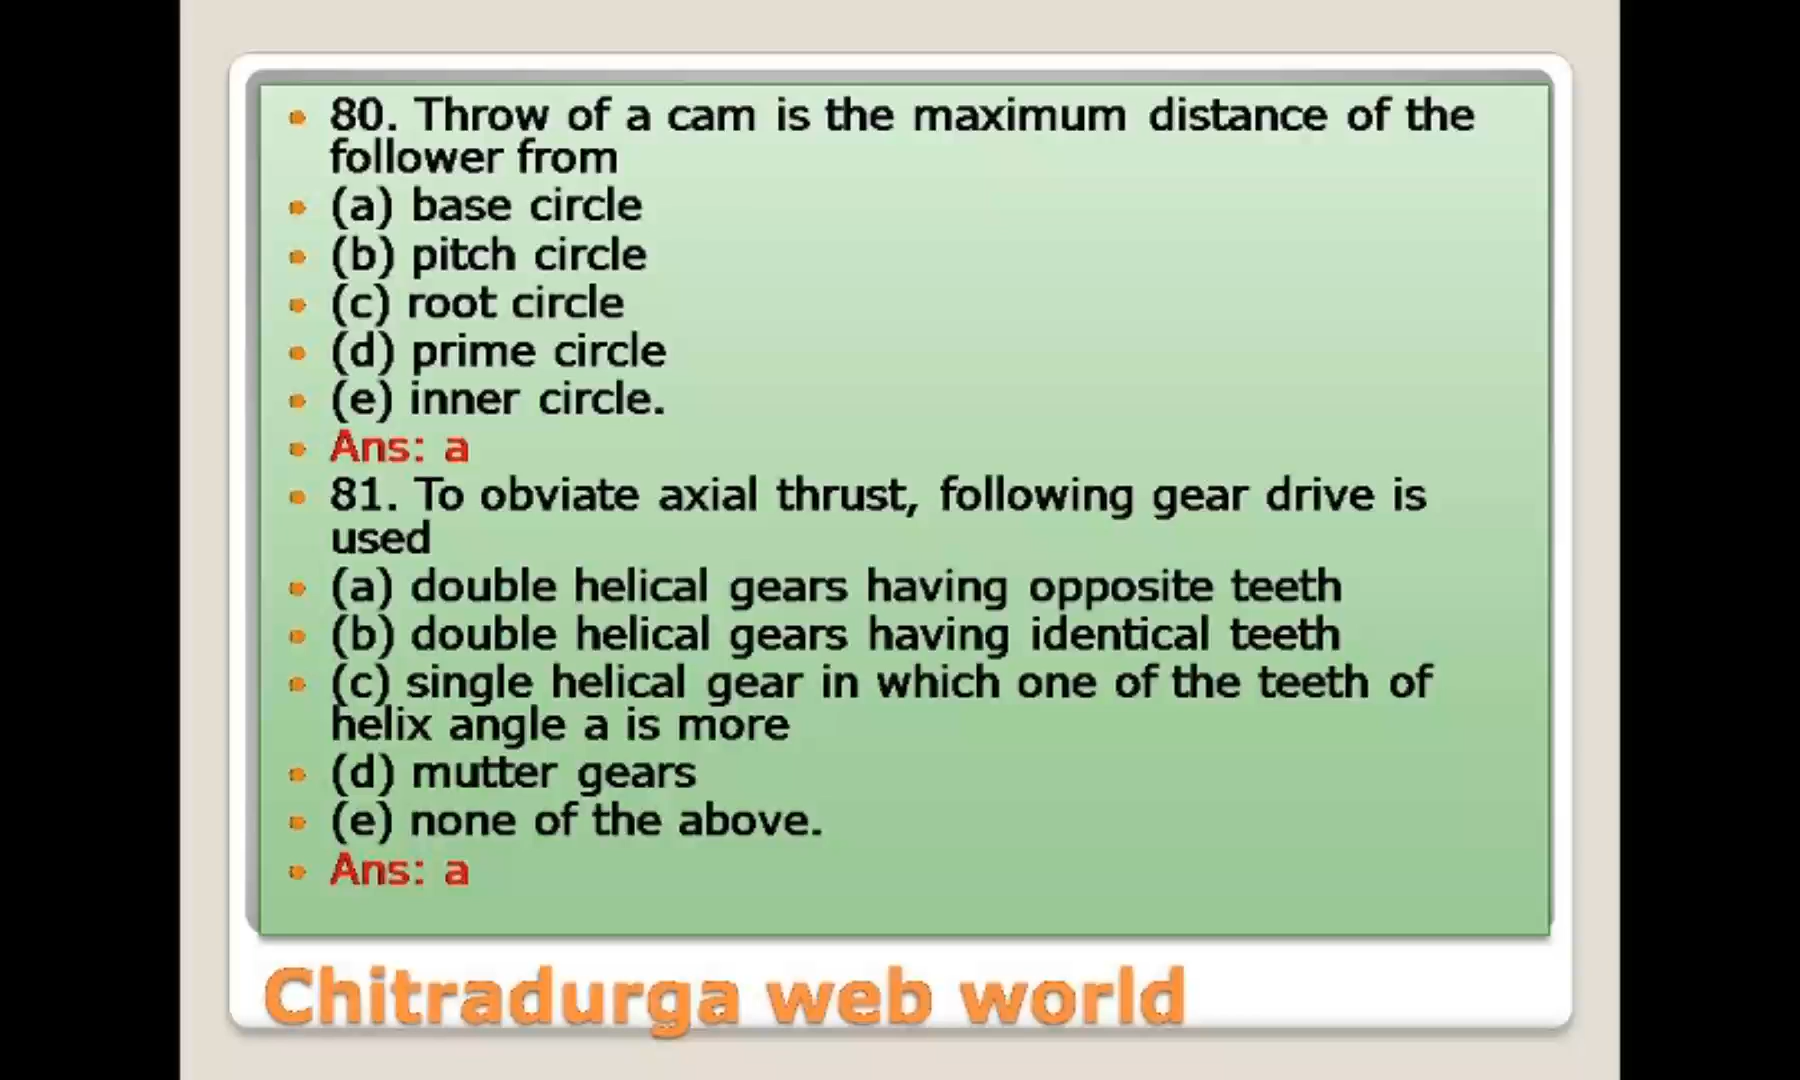 80. Throw of a cam is the maximum distance of the
follower from
(a) base circle
(b) pitch circle
(c) root circle
(d) prime circle
(e) inner circle.
Ans: a
81. To obviate axial thrust, following gear drive is
used
(a) double helical gears having opposite teeth
(b) double helical gears having identical teeth
(c) single helical gear in which one of the teeth of
helix angle a is more
(d) mutter gears
(e) none of the above.
Ans: a
Chitradurga web world